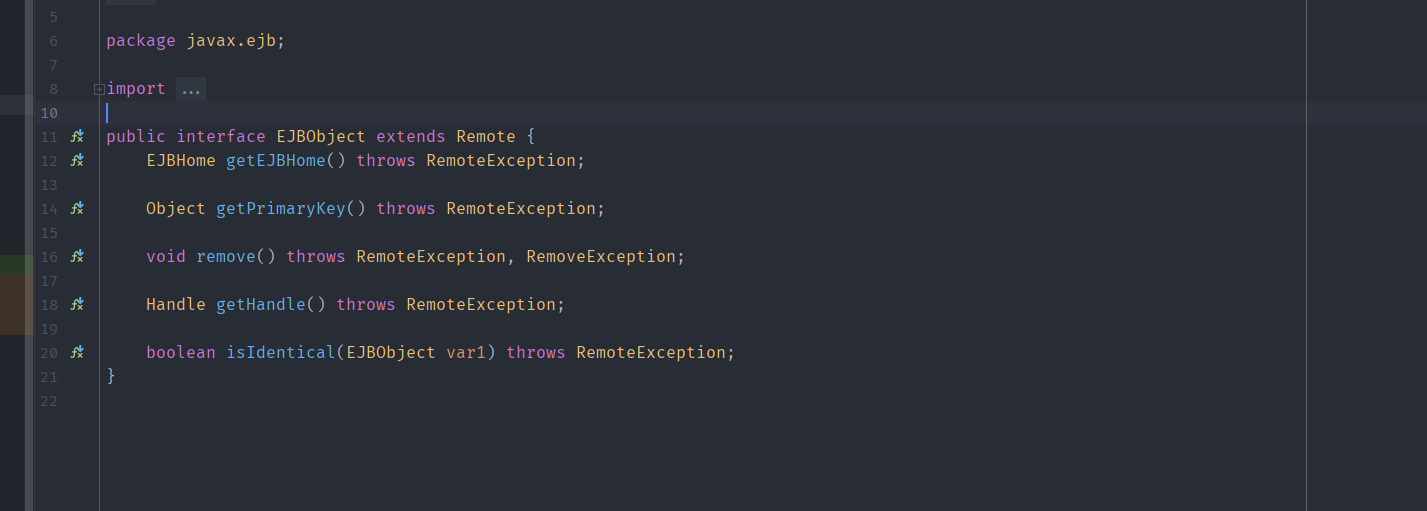 5
6 package javax.ejb;
7
8 import ...
10
11 public interface EJBObject extends Remote {
12 EJBHome getEJBHome() throws RemoteException;
13
14 Object getPrimaryKey() throws RemoteException;
15
16 void remove() throws RemoteException, RemoveException;
17
18 Handle getHandle() throws RemoteException;
19
20 boolean isIdentical(EJBObject var1) throws RemoteException;
21 }
22